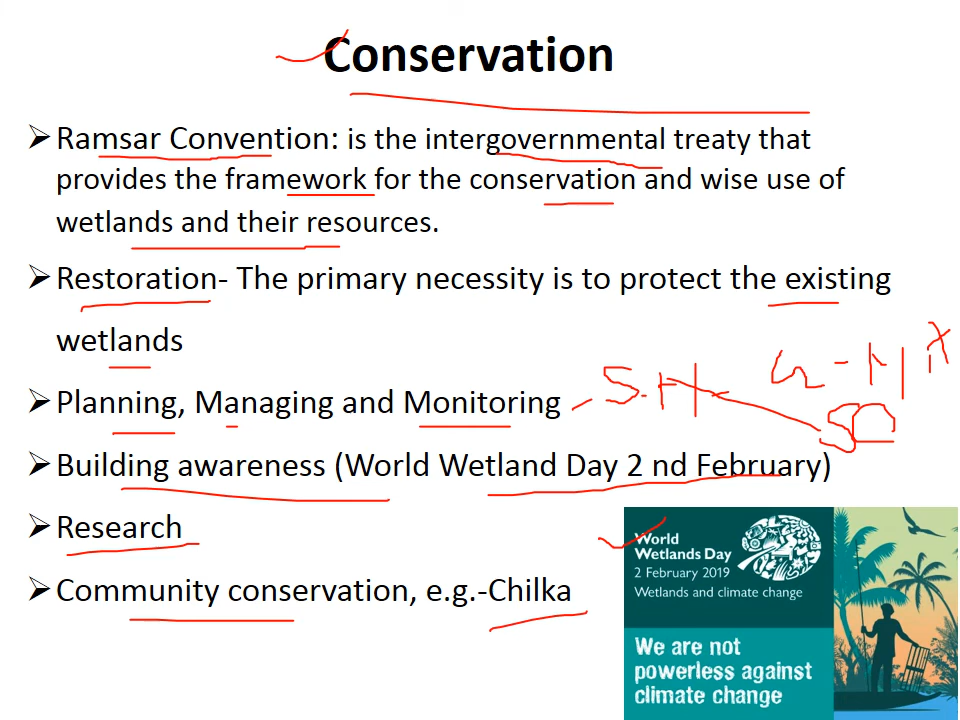 Conservation
➢ Ramsar Convention: is the intergovernmental treaty that
provides the framework for the conservation and wise use of
wetlands and their resources.
➢ Restoration- The primary necessity is to protect the existing
wetlands
➢ Planning, Managing and Monitoring
➢ Building awareness (World Wetland Day 2 nd February)
➢ Research
➢ Community conservation, e.g.-Chilka
World
Wetlands Day
2 February 2019
Wetlands and climate change
We are not
powerless against
climate change